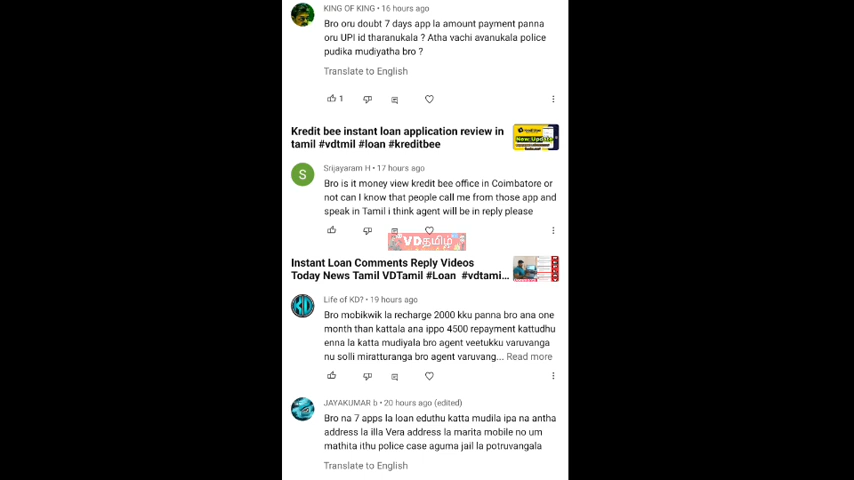 KING OF KING • 16 hours ago
Bro oru doubt 7 days app la amount payment panna
oru UPI id tharanukala ? Atha vachi avanukala police
pudika mudiyatha bro ?
Translate to English
1
Kredit bee instant loan application review in
tamil #vdtmil #loan #kreditbee
S
Srijayaram H • 17 hours ago
Bro is it money view kredit bee office in Coimbatore or
not can I know that people call me from those app and
speak in Tamil i think agent will be in reply please
VDதமிழ்
Instant Loan Comments Reply Videos
Today News Tamil VDTamil #Loan #vdtami...
Life of KD? • 19 hours ago
Bro mobikwik la recharge 2000 kku panna bro ana one
month than kattala ana ippo 4500 repayment kattudhu
enna la katta mudiyala bro agent veetukku varuvanga
nu solli miratturanga bro agent varuvang... Read more
JAYAKUMAR b • 20 hours ago (edited)
Bro na 7 apps la loan eduthu katta mudila ipa na antha
address la illa Vera address la marita mobile no um
mathita ithu police case aguma jail la potruvangala
Translate to English